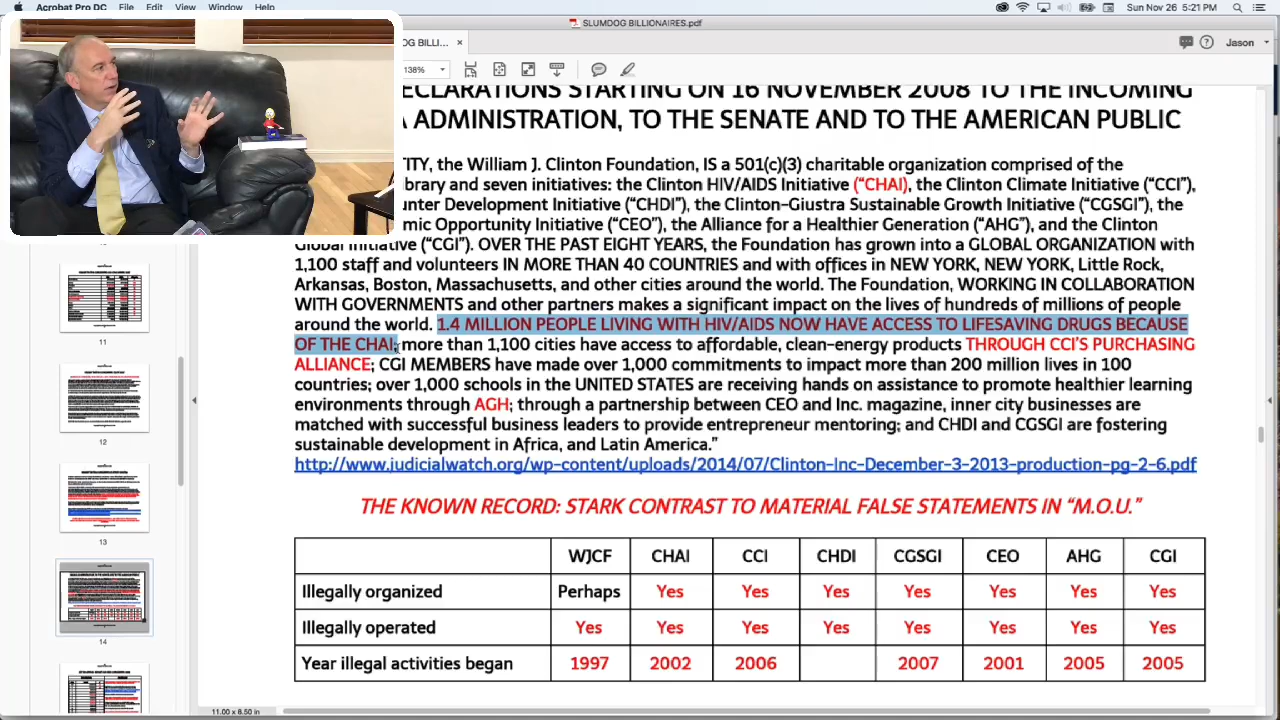 Acrobat Pro DC File Edit View Window Help
Sun Nov 26 5:21 PM
SLUMDOG BILLIONAIRES.pdf
OG BILLI... ×
? Jason
138%
ECLARATIONS STARTING ON 16 NOVEMBER 2008 TO THE INCOMING
ADMINISTRATION, TO THE SENATE AND TO THE AMERICAN PUBLIC
TITY, the William J. Clinton Foundation, IS a 501(c)(3) charitable organization comprised of the
ibrary and seven initiatives: the Clinton HIV/AIDS Initiative (“CHAI), the Clinton Climate Initiative (“CCI”),
unter Development Initiative (“CHDI), the Clinton-Giustra Sustainable Growth Initiative (“CGSGI”), the
mic Opportunity Initiative (“CEO”), the Alliance for a Healthier Generation (“AHG”), and the Clinton
Global Initiative (“CGI”). OVER THE PAST EIGHT YEARS, the Foundation has grown into a GLOBAL ORGANIZATION with
1,100 staff and volunteers IN MORE THAN 40 COUNTRIES and with offices in NEW YORK, NEW YORK, Little Rock,
Arkansas, Boston, Massachusetts, and other cities around the world. The Foundation, WORKING IN COLLABORATION
WITH GOVERNMENTS and other partners makes a significant impact on the lives of hundreds of millions of people
around the world. 1.4 MILLION PEOPLE LIVING WITH HIV/AIDS NOW HAVE ACCESS TO LIFESAVING DRUGS BECAUSE
OF THE CHAI; more than 1,100 cities have access to affordable, clean-energy products THROUGH CCI’S PURCHASING
ALLIANCE; CGI MEMBERS have made over 1,000 commitments to impact more than 200 million lives in 100
countries; over 1,000 schools in the UNITED STATES are receiving hands on assistance to promote healthier learning
environments through AGH; through a partnership between CEO and Inc. magazine, inner city businesses are
matched with successful business leaders to provide entrepreneur mentoring; and CHDI and CGSGI are fostering
sustainable development in Africa, and Latin America.”
http://www.judicialwatch.org/wp-content/uploads/2014/07/Clinton-Inc-December-3-2013-production-pg-2-6.pdf
THE KNOWN RECORD: STARK CONTRAST TO MATERIAL FALSE STATEMENTS IN “M.O.U.”
WJCF CHAI CCI CHDI CGSGI CEO AHG CGI
Illegally organized Perhaps Yes Yes Yes Yes Yes Yes Yes
Illegally operated Yes Yes Yes Yes Yes Yes Yes Yes
Year illegal activities began 1997 2002 2006 2007 2001 2005 2005
11
12
13
14
11.00 x 8.50 in